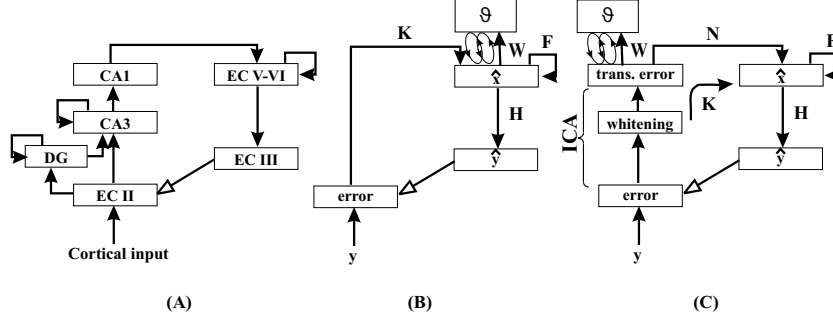 CA1
EC V-VI
CA3
DG
EC III
EC II
Cortical input
(A)
ϑ
K
W
F
x̂
H
ŷ
error
y
(B)
ϑ
W
N
trans. error
x̂
K
whitening
H
ICA
ŷ
error
y
(C)